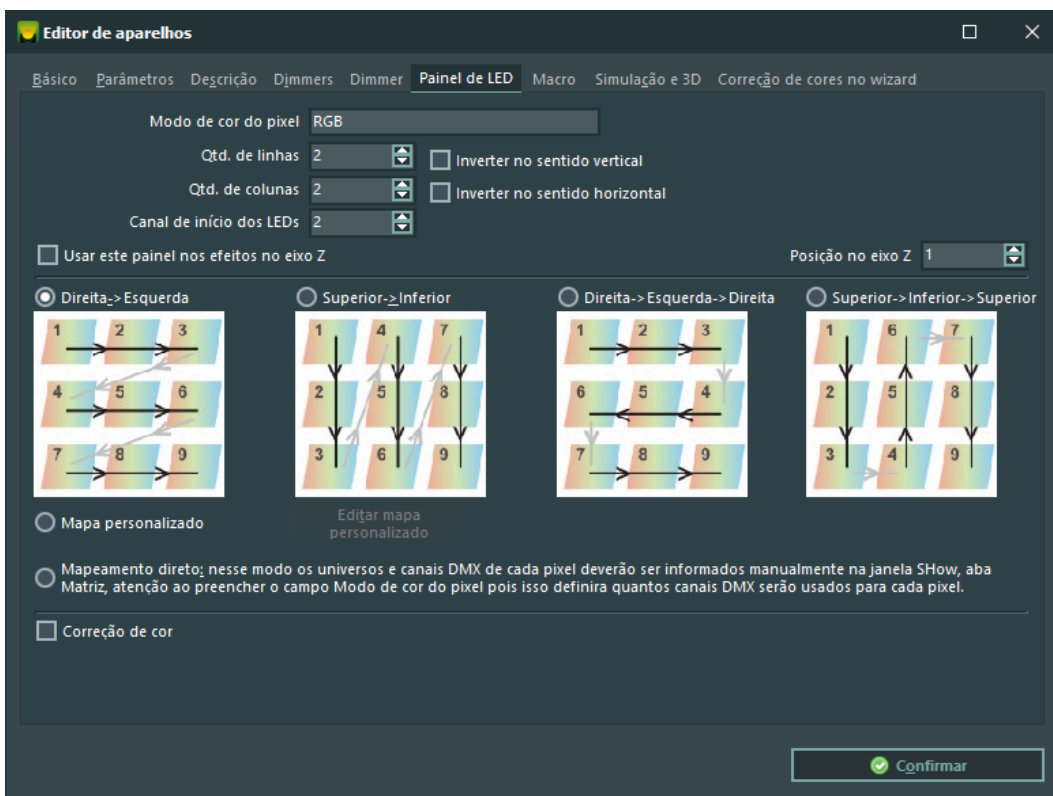 Editor de aparelhos
Básico Parâmetros Descrição Dimmers Dimmer Painel de LED Macro Simulação e 3D Correção de cores no wizard
Modo de cor do pixel RGB
Qtd. de linhas 2 Inverter no sentido vertical
Qtd. de colunas 2 Inverter no sentido horizontal
Canal de início dos LEDs 2
Usar este painel nos efeitos no eixo Z Posição no eixo Z 1
Direita->Esquerda Superior->Inferior Direita->Esquerda->Direita Superior->Inferior->Superior
1 2 3 1 4 7 1 2 3 1 6 7
4 5 6 2 5 8 6 5 4 2 5 8
7 8 9 3 6 9 7 8 9 3 4 9
Mapa personalizado Editar mapa
personalizado
Mapeamento direto; nesse modo os universos e canais DMX de cada pixel deverão ser informados manualmente na janela SHow, aba
Matriz, atenção ao preencher o campo Modo de cor do pixel pois isso definira quantos canais DMX serão usados para cada pixel.
Correção de cor
Confirmar